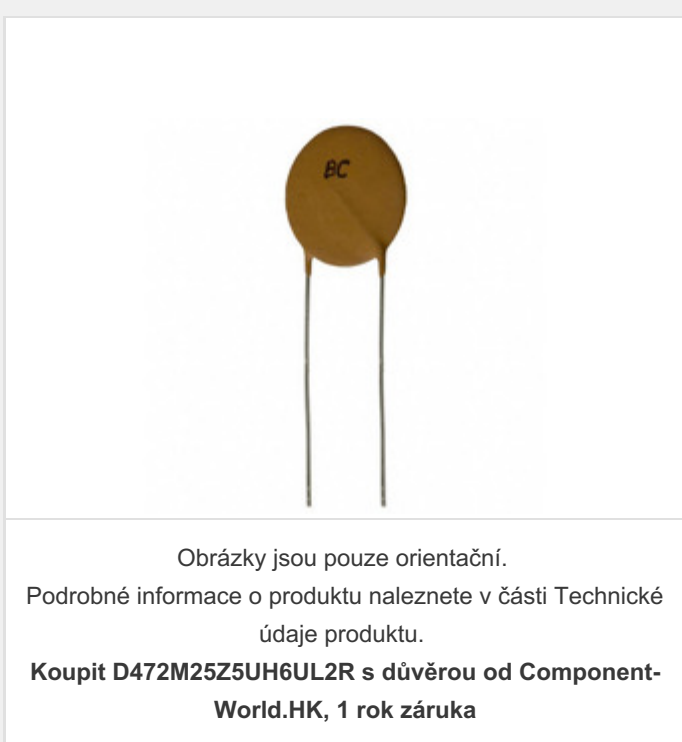 BC
Obrázky jsou pouze orientační.
Podrobné informace o produktu naleznete v části Technické
údaje produktu.
Koupit D472M25Z5UH6UL2R s důvěrou od Component-
World.HK, 1 rok záruka